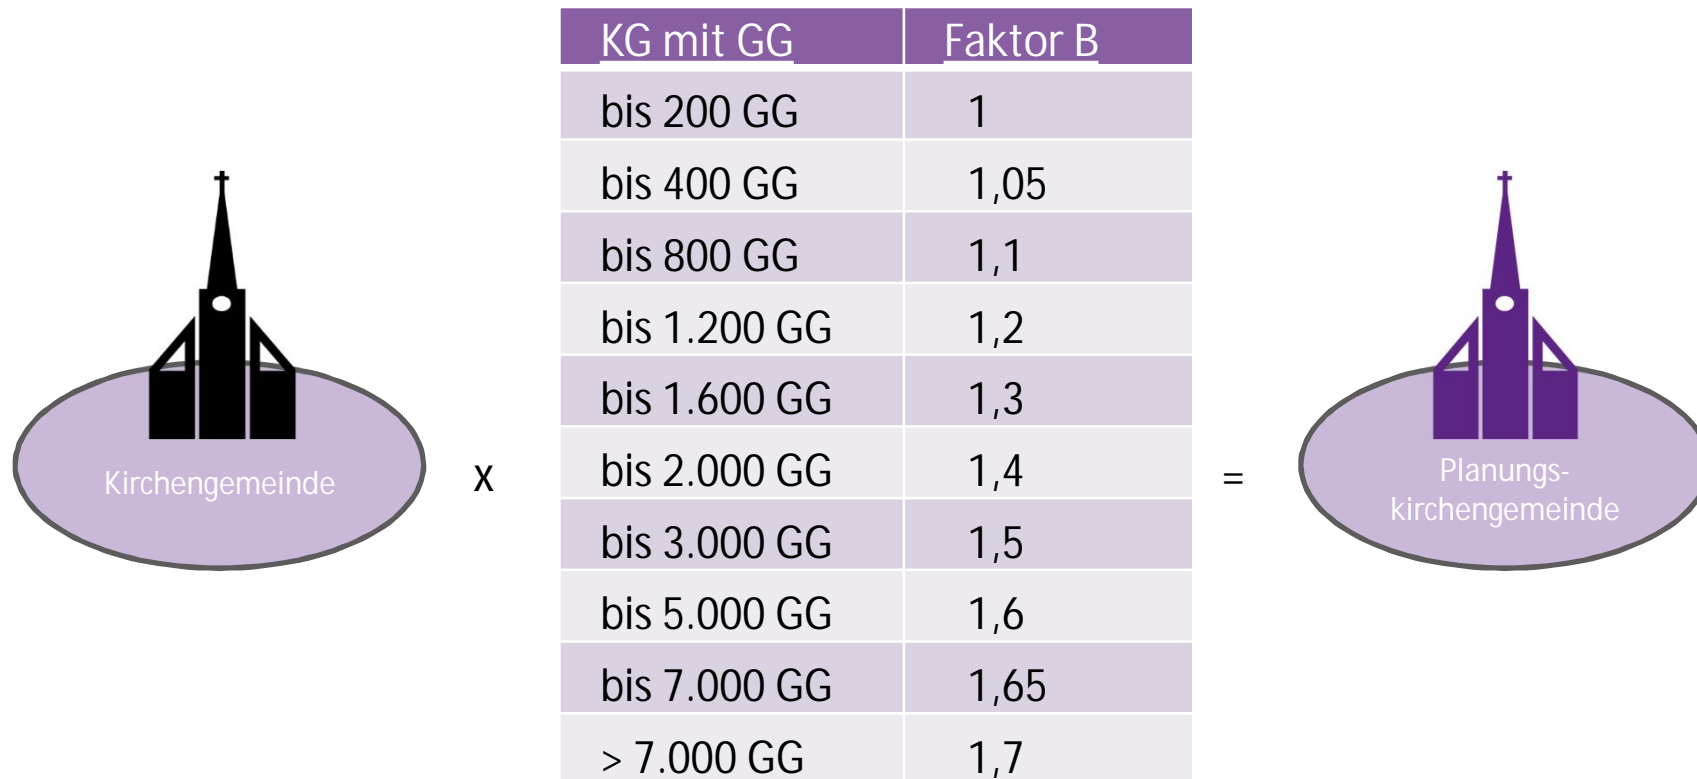 Kirchengemeinde
x
KG mit GG Faktor B
bis 200 GG 1
bis 400 GG 1,05
bis 800 GG 1,1
bis 1.200 GG 1,2
bis 1.600 GG 1,3
bis 2.000 GG 1,4
bis 3.000 GG 1,5
bis 5.000 GG 1,6
bis 7.000 GG 1,65
> 7.000 GG 1,7
=
Planungs-
kirchengemeinde